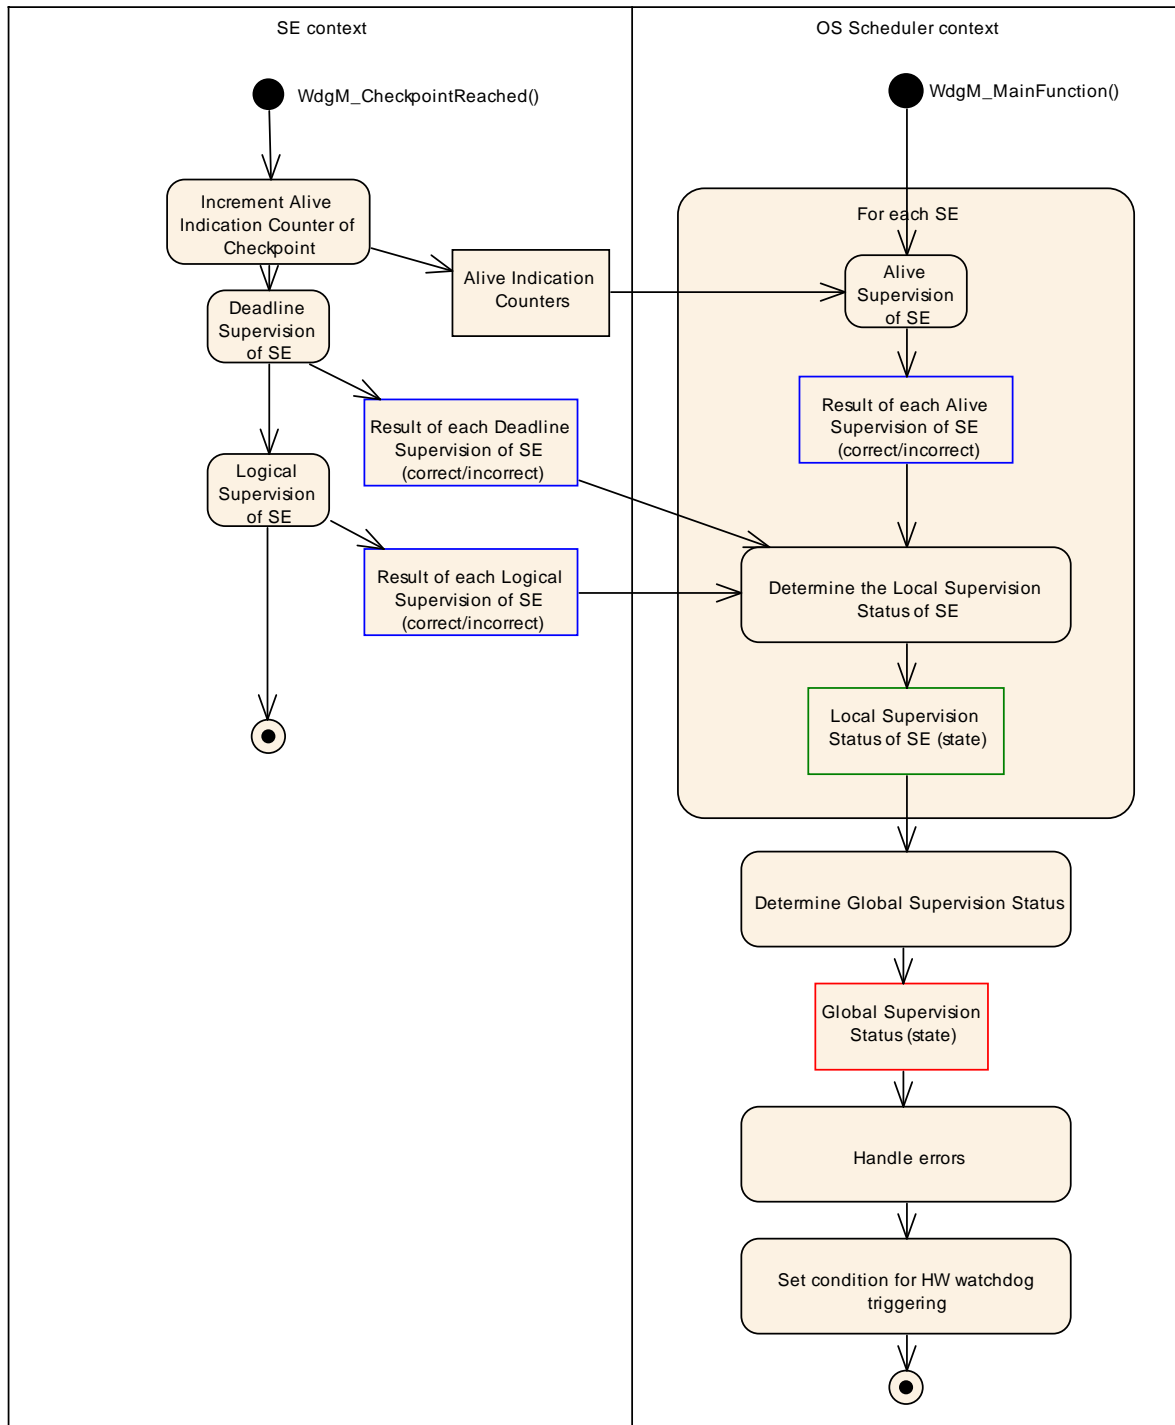 SE context
WdgM_CheckpointReached()
Increment Alive
Indication Counter of
Checkpoint
Alive Indication
Counters
Deadline
Supervision
of SE
Result of each Deadline
Supervision of SE
(correct/incorrect)
Logical
Supervision
of SE
Result of each Logical
Supervision of SE
(correct/incorrect)
OS Scheduler context
WdgM_MainFunction()
For each SE
Alive
Supervision
of SE
Result of each Alive
Supervision of SE
(correct/incorrect)
Determine the Local Supervision
Status of SE
Local Supervision
Status of SE (state)
Determine Global Supervision Status
Global Supervision
Status (state)
Handle errors
Set condition for HW watchdog
triggering